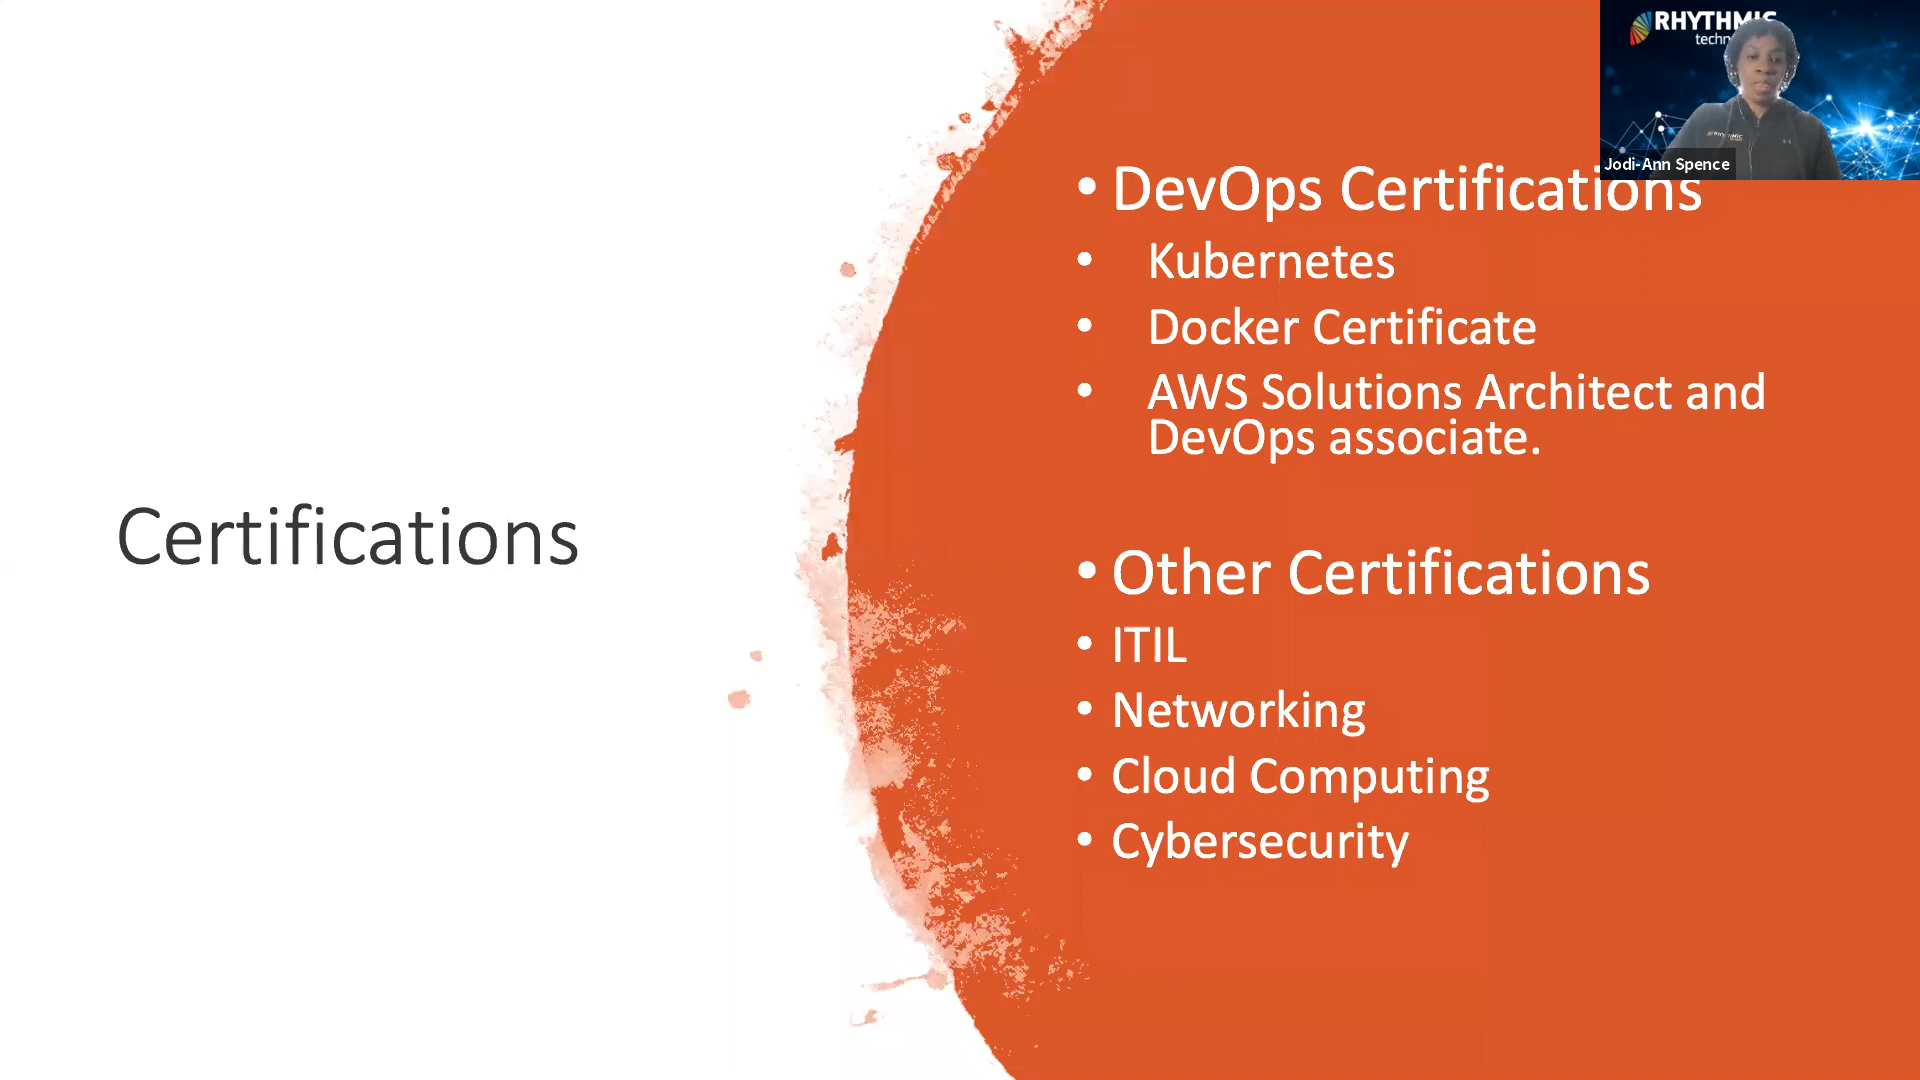 RHYTHMIC
Jodi-Ann Spence
Certifications
• DevOps Certifications
• Kubernetes
• Docker Certificate
• AWS Solutions Architect and
DevOps associate.
• Other Certifications
• ITIL
• Networking
• Cloud Computing
• Cybersecurity